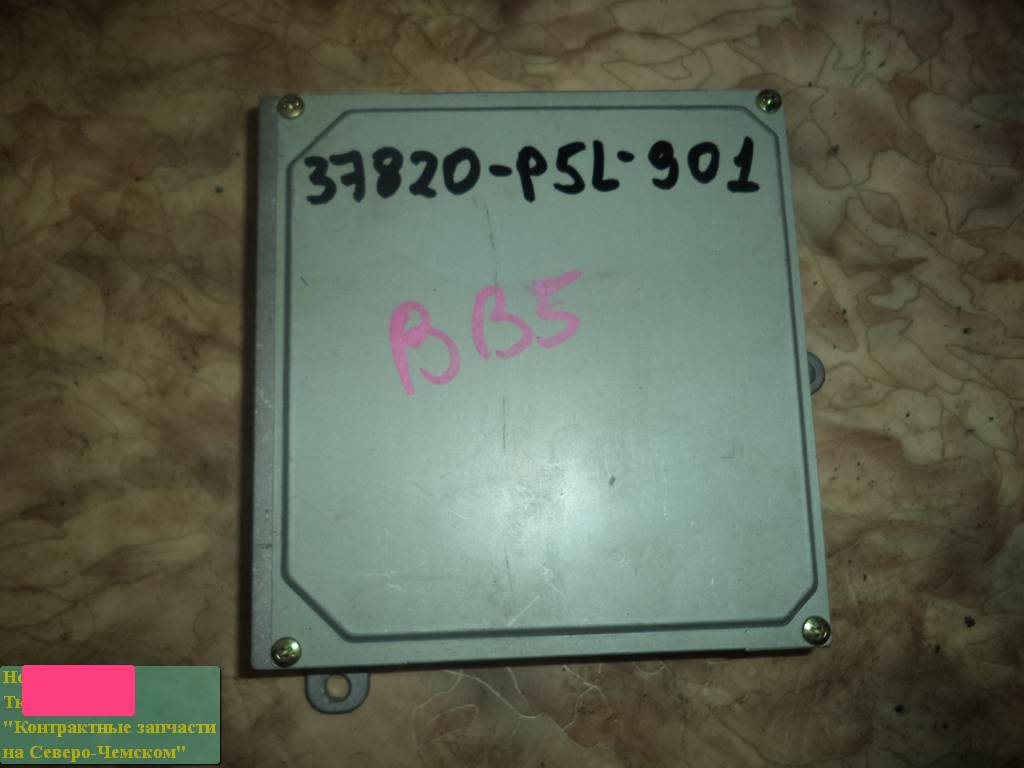 37820-P5L-901
BB5
"Контрактные запчасти
на Северо-Чемском"